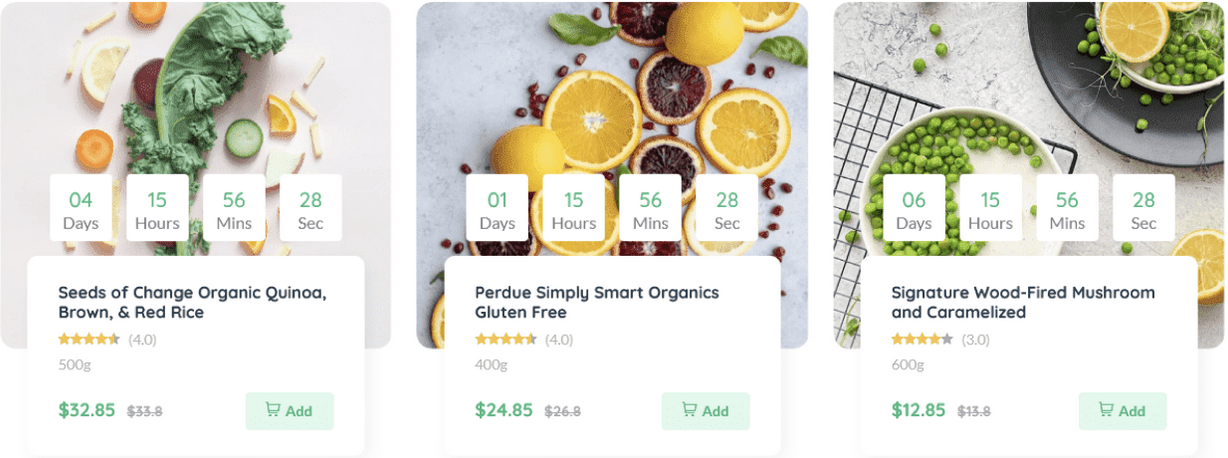 04 15 56 28
Days Hours Mins Sec
Seeds of Change Organic Quinoa,
Brown, & Red Rice
(4.0)
500g
$32.85 $33.8 Add
01 15 56 28
Days Hours Mins Sec
Perdue Simply Smart Organics
Gluten Free
(4.0)
400g
$24.85 $26.8 Add
06 15 56 28
Days Hours Mins Sec
Signature Wood-Fired Mushroom
and Caramelized
(3.0)
600g
$12.85 $13.8 Add